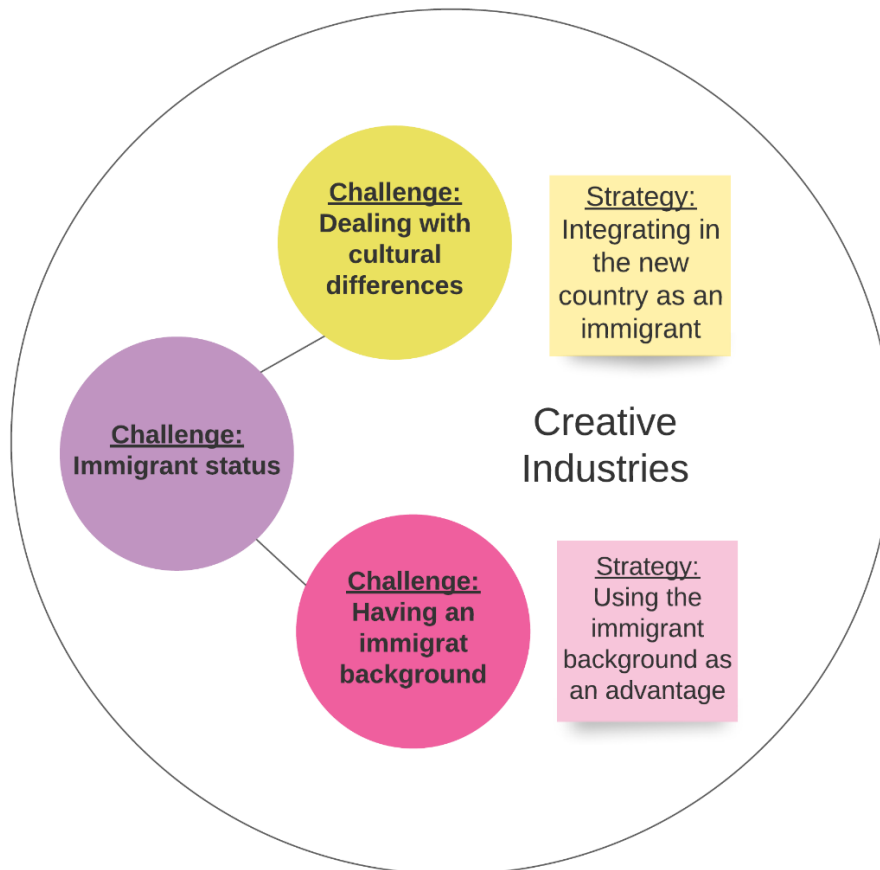 Challenge:
Dealing with
cultural
differences
Strategy:
Integrating in
the new
country as an
immigrant
Creative
Industries
Challenge:
Immigrant status
Challenge:
Having an
immigrat
background
Strategy:
Using the
immigrant
background as
an advantage